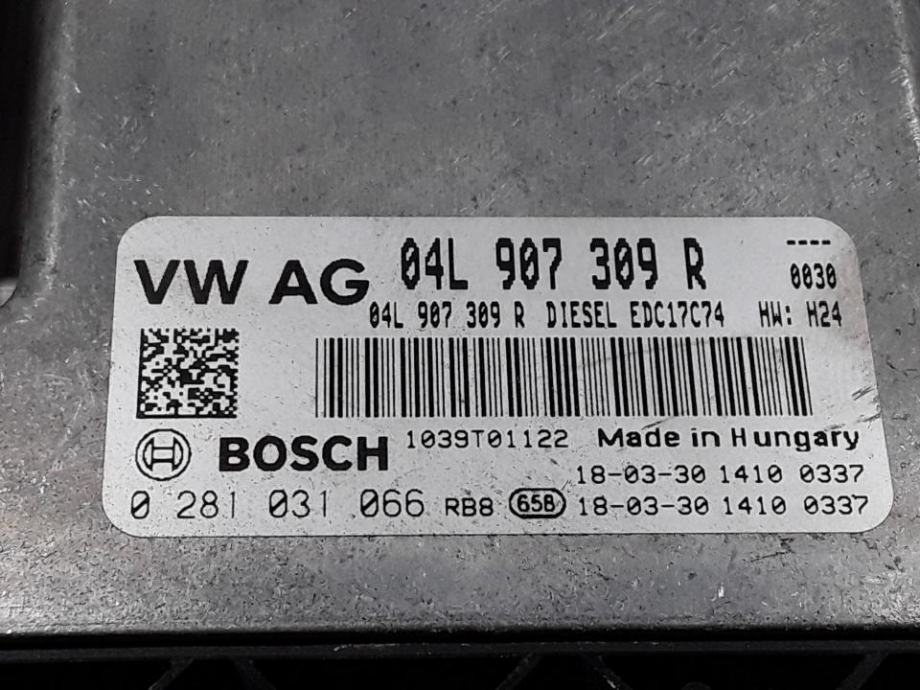 VW AG 04L 907 309 R ----
0030
04L 907 309 R DIESEL EDC17C74 HW: H24
BOSCH 1039T01122 Made in Hungary
18-03-30 1410 0337
0 281 031 066 RB8 65B 18-03-30 1410 0337